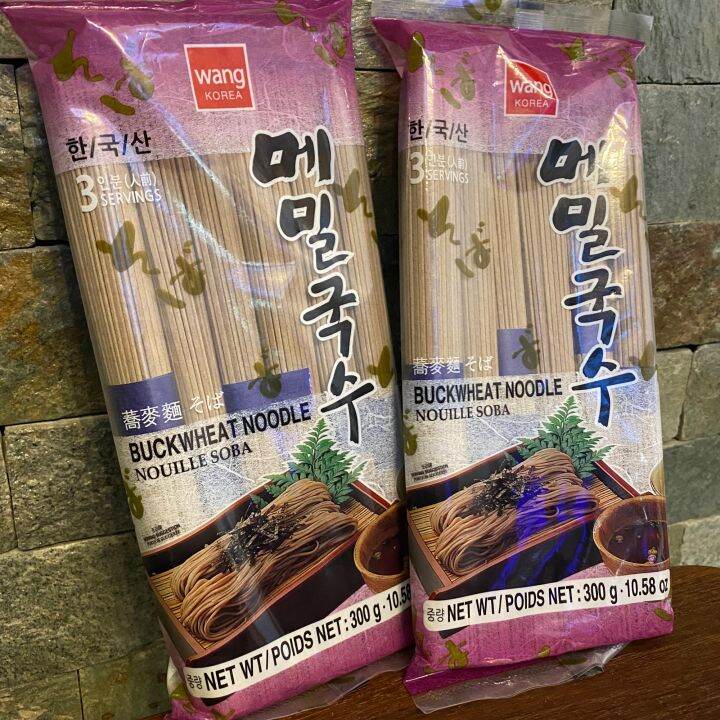 wang
KOREA
한/국/산
3 인분(人前)
SERVINGS
메밀국수
蕎麥麵 そば
BUCKWHEAT NOODLE
NOUILLE SOBA
중량 NET WT/POIDS NET : 300 g · 10.58
wang
KOREA
한/국/산
3 인분(人前)
SERVINGS
메밀국수
蕎麥麵 そば
BUCKWHEAT NOODLE
NOUILLE SOBA
중량 NET WT/POIDS NET : 300 g · 10.58 oz